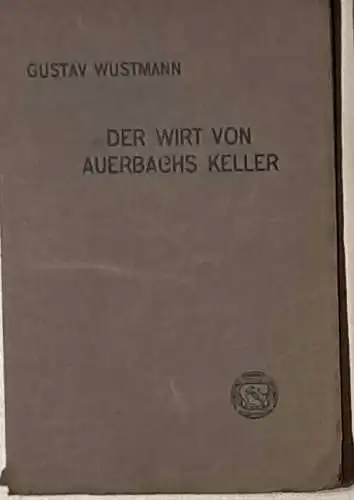 GUSTAV WUSTMANN
DER WIRT VON
AUERBACHS KELLER